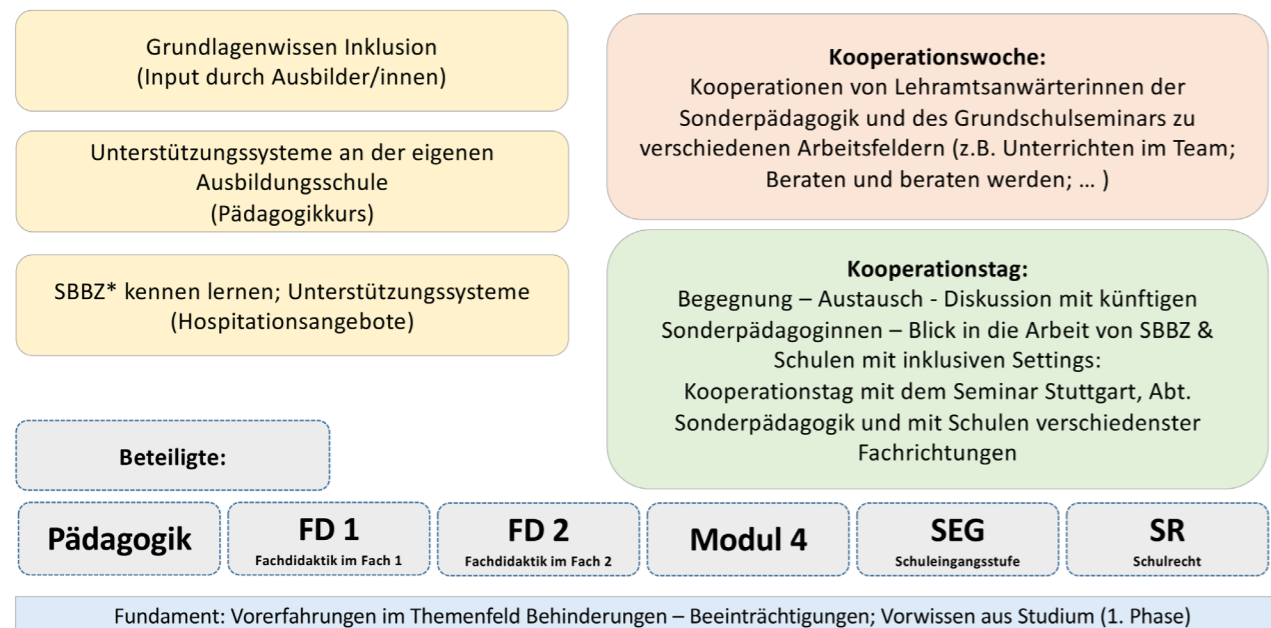 Grundlagenwissen Inklusion
(Input durch Ausbilder/innen)
Unterstützungssysteme an der eigenen
Ausbildungsschule
(Pädagogikkurs)
SBBZ* kennen lernen; Unterstützungssysteme
(Hospitationsangebote)
Kooperationswoche:
Kooperationen von Lehramtsanwärterinnen der
Sonderpädagogik und des Grundschulseminars zu
verschiedenen Arbeitsfeldern (z.B. Unterrichten im Team;
Beraten und beraten werden; … )
Kooperationstag:
Begegnung – Austausch - Diskussion mit künftigen
Sonderpädagoginnen – Blick in die Arbeit von SBBZ &
Schulen mit inklusiven Settings:
Kooperationstag mit dem Seminar Stuttgart, Abt.
Sonderpädagogik und mit Schulen verschiedenster
Fachrichtungen
Beteiligte:
Pädagogik
FD 1
Fachdidaktik im Fach 1
FD 2
Fachdidaktik im Fach 2
Modul 4
SEG
Schuleingangsstufe
SR
Schulrecht
Fundament: Vorerfahrungen im Themenfeld Behinderungen – Beeinträchtigungen; Vorwissen aus Studium (1. Phase)